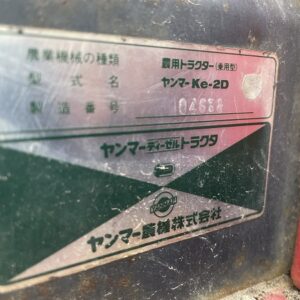 農業機械の種類 農用トラクター(乗用型)
型式名 ヤンマー Ke-2D
製造番号 04638
ヤンマーディーゼルトラクタ
ヤンマー農機株式会社